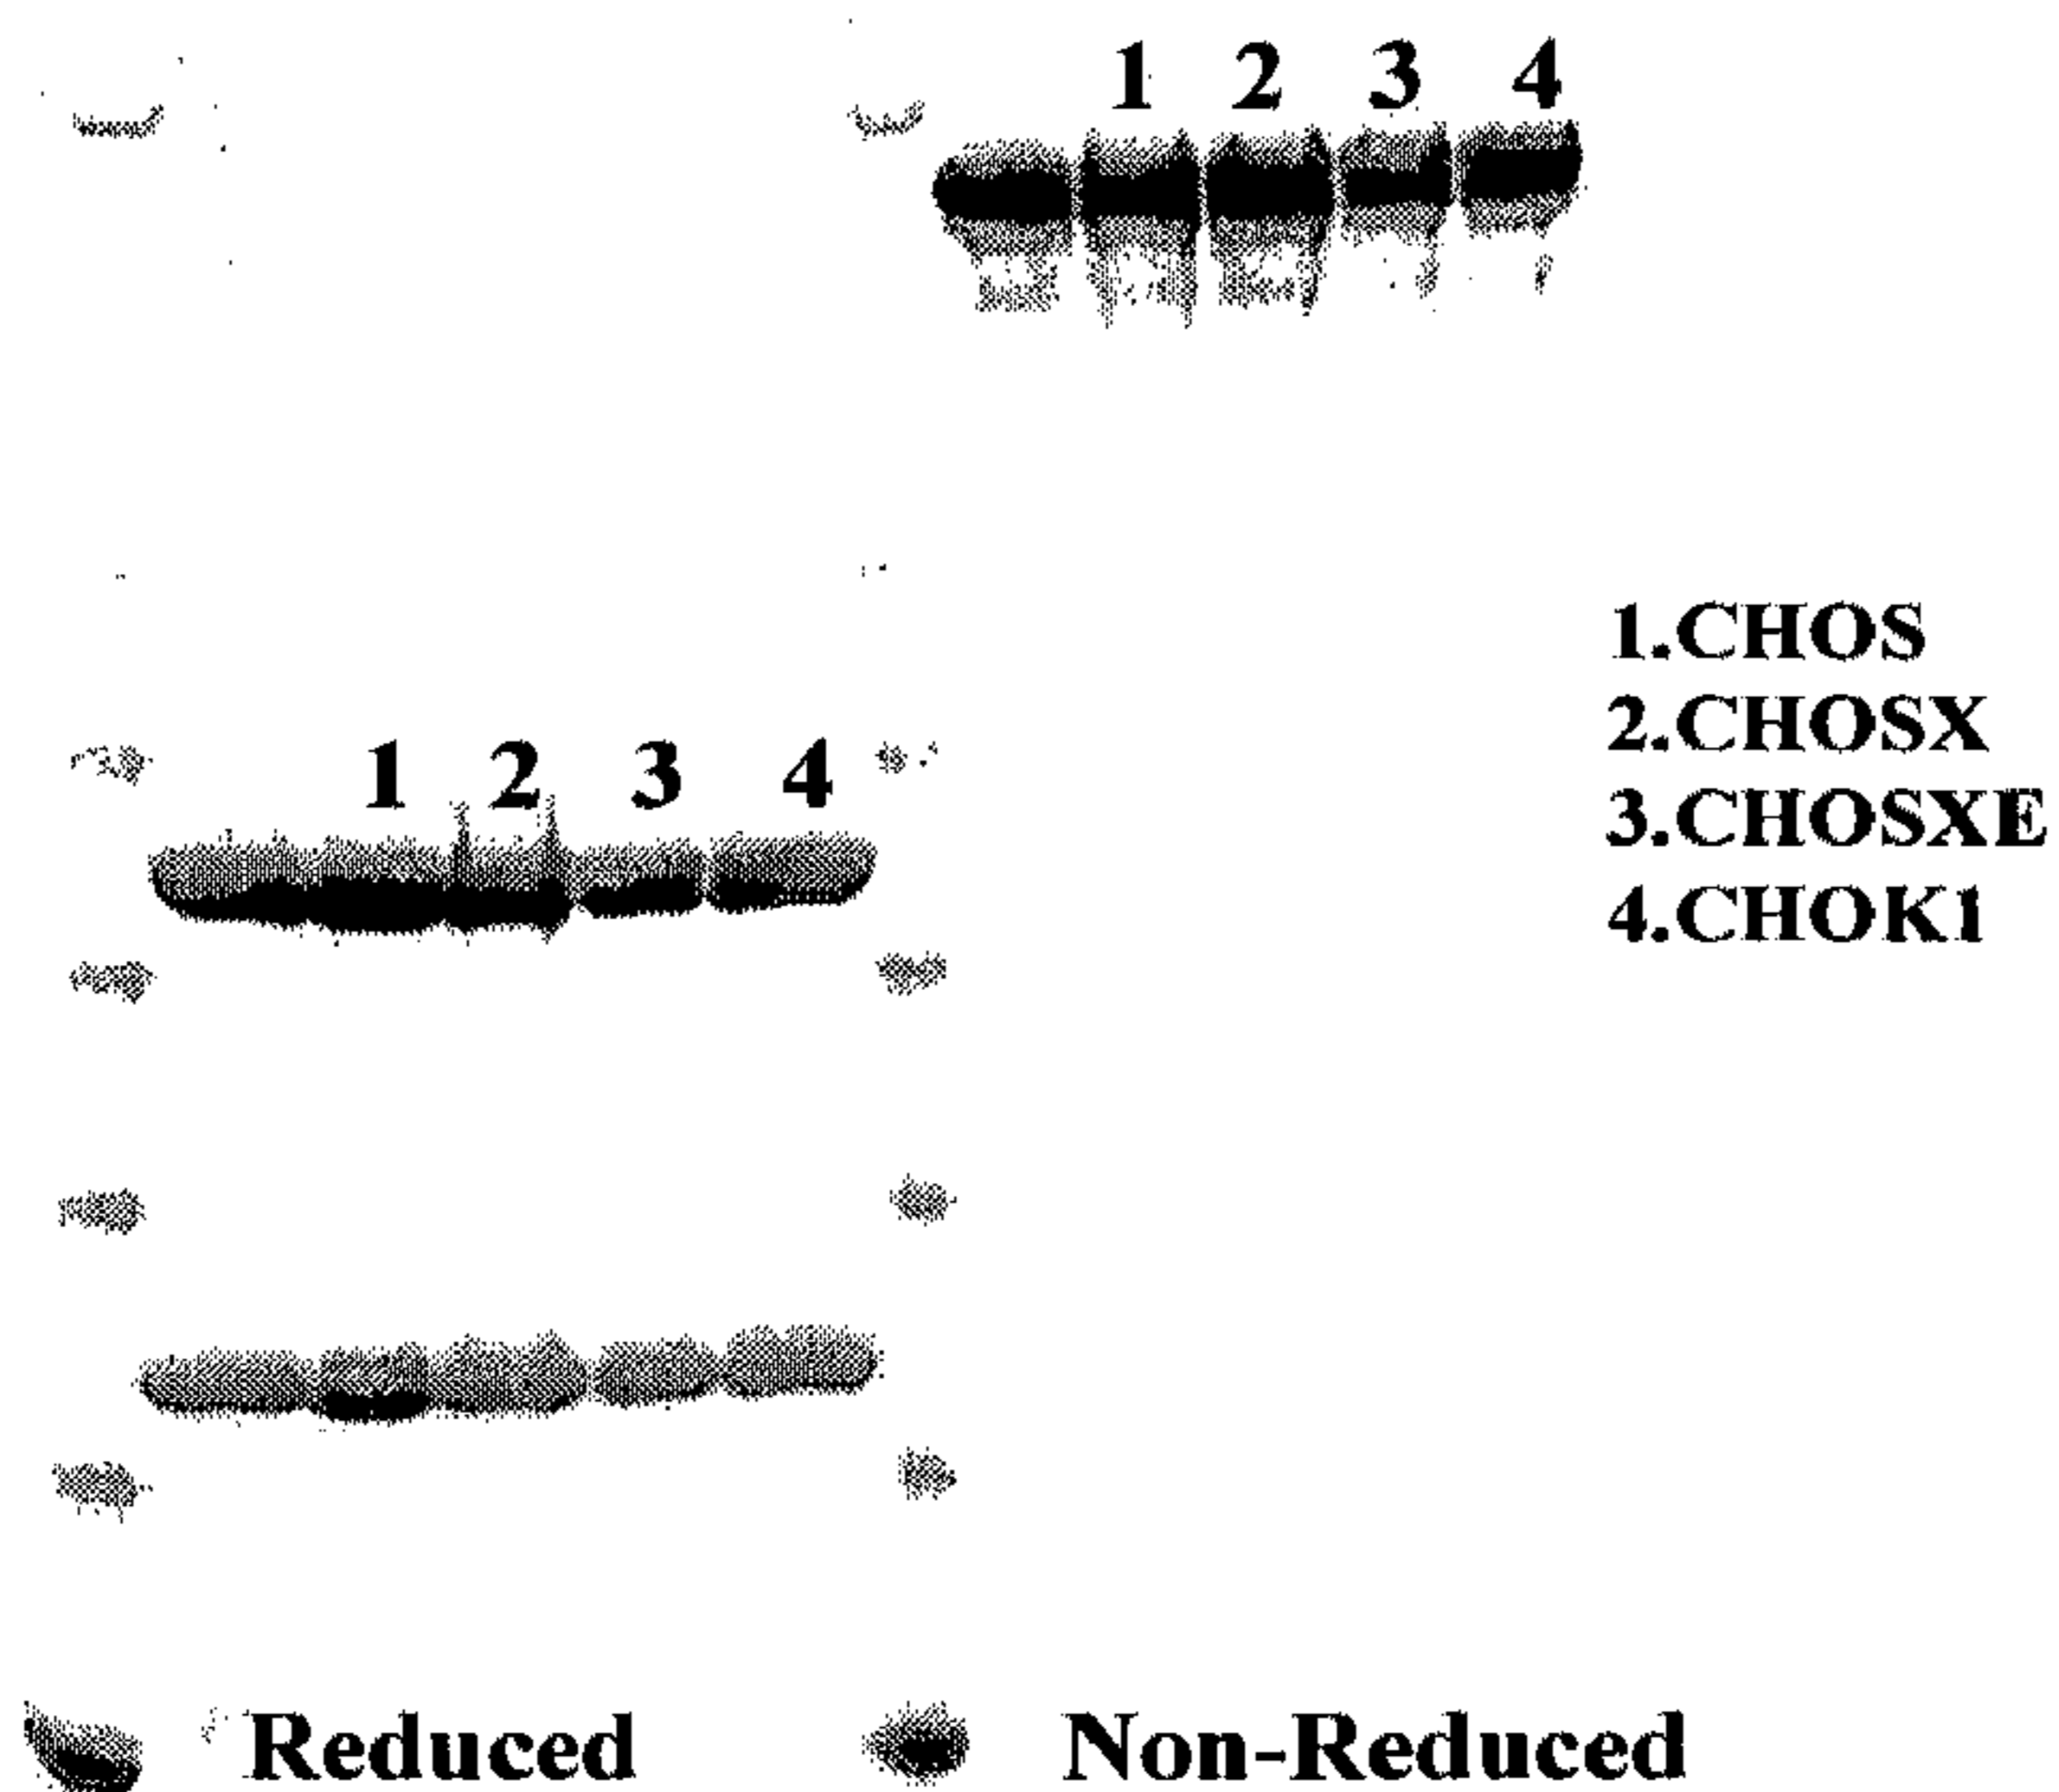 1 2 3 4
1.CHOS
2.CHOSX
3.CHOSXE
4.CHOK1
1 2 3 4
Reduced
Non-Reduced